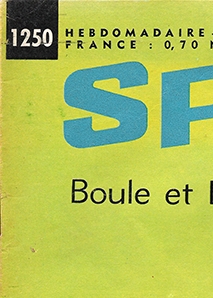 1250 HEBDOMADAIRE.
FRANCE : 0,70 N
SP
Boule et